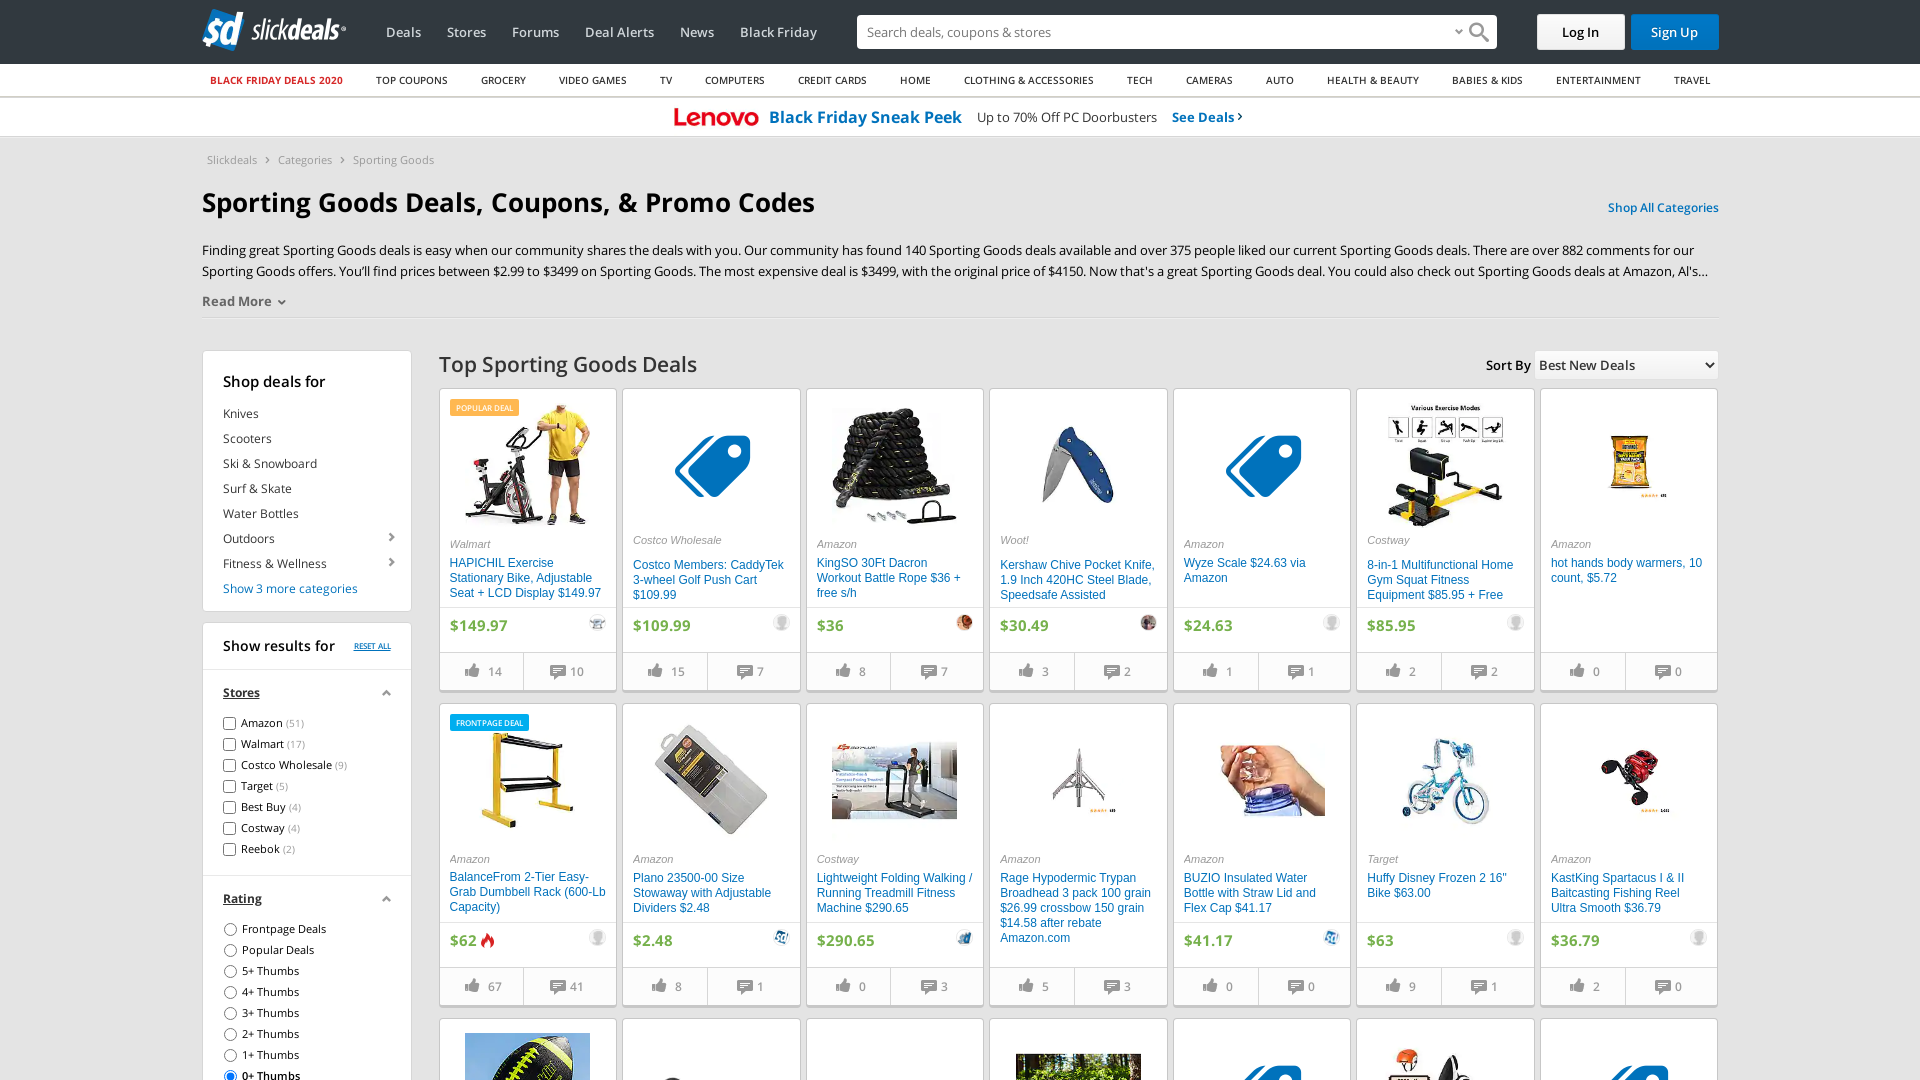 slickdeals
Deals
Stores
Forums
Deal Alerts
News
Black Friday
Search deals, coupons & stores
Log In
Sign Up
BLACK FRIDAY DEALS 2020
TOP COUPONS
GROCERY
VIDEO GAMES
TV
COMPUTERS
CREDIT CARDS
HOME
CLOTHING & ACCESSORIES
TECH
CAMERAS
AUTO
HEALTH & BEAUTY
BABIES & KIDS
ENTERTAINMENT
TRAVEL
Lenovo Black Friday Sneak Peek Up to 70% Off PC Doorbusters See Deals
Slickdeals > Categories > Sporting Goods
Sporting Goods Deals, Coupons, & Promo Codes
Shop All Categories
Finding great Sporting Goods deals is easy when our community shares the deals with you. Our community has found 140 Sporting Goods deals available and over 375 people liked our current Sporting Goods deals. There are over 882 comments for our
Sporting Goods offers. You’ll find prices between $2.99 to $3499 on Sporting Goods. The most expensive deal is $3499, with the original price of $4150. Now that's a great Sporting Goods deal. You could also check out Sporting Goods deals at Amazon, Al's...
Read More
Shop deals for
Knives
Scooters
Ski & Snowboard
Surf & Skate
Water Bottles
Outdoors
Fitness & Wellness
Show 3 more categories
Show results for
RESET ALL
Stores
Amazon (51)
Walmart (17)
Costco Wholesale (9)
Target (5)
Best Buy (4)
Costway (4)
Reebok (2)
Rating
Frontpage Deals
Popular Deals
5+ Thumbs
4+ Thumbs
3+ Thumbs
2+ Thumbs
1+ Thumbs
0+ Thumbs
Top Sporting Goods Deals
Sort By
Best New Deals
POPULAR DEAL
Walmart
HAPICHIL Exercise
Stationary Bike, Adjustable
Seat + LCD Display $149.97
$149.97
14
10
Costco Wholesale
Costco Members: CaddyTek
3-wheel Golf Push Cart
$109.99
$109.99
15
7
Amazon
KingSO 30Ft Dacron
Workout Battle Rope $36 +
free s/h
$36
8
7
Woot!
Kershaw Chive Pocket Knife,
1.9 Inch 420HC Steel Blade,
Speedsafe Assisted
$30.49
3
2
Amazon
Wyze Scale $24.63 via
Amazon
$24.63
1
1
Various Exercise Modes
Costway
8-in-1 Multifunctional Home
Gym Squat Fitness
Equipment $85.95 + Free
$85.95
2
2
Amazon
hot hands body warmers, 10
count, $5.72
0
0
FRONTPAGE DEAL
Amazon
BalanceFrom 2-Tier Easy-
Grab Dumbbell Rack (600-Lb
Capacity)
$62
67
41
Amazon
Plano 23500-00 Size
Stowaway with Adjustable
Dividers $2.48
$2.48
8
1
Costway
Lightweight Folding Walking /
Running Treadmill Fitness
Machine $290.65
$290.65
0
3
Amazon
Rage Hypodermic Trypan
Broadhead 3 pack 100 grain
$26.99 crossbow 150 grain
$14.58 after rebate
Amazon.com
5
3
Amazon
BUZIO Insulated Water
Bottle with Straw Lid and
Flex Cap $41.17
$41.17
0
0
Target
Huffy Disney Frozen 2 16"
Bike $63.00
$63
9
1
Amazon
KastKing Spartacus I & II
Baitcasting Fishing Reel
Ultra Smooth $36.79
$36.79
2
0